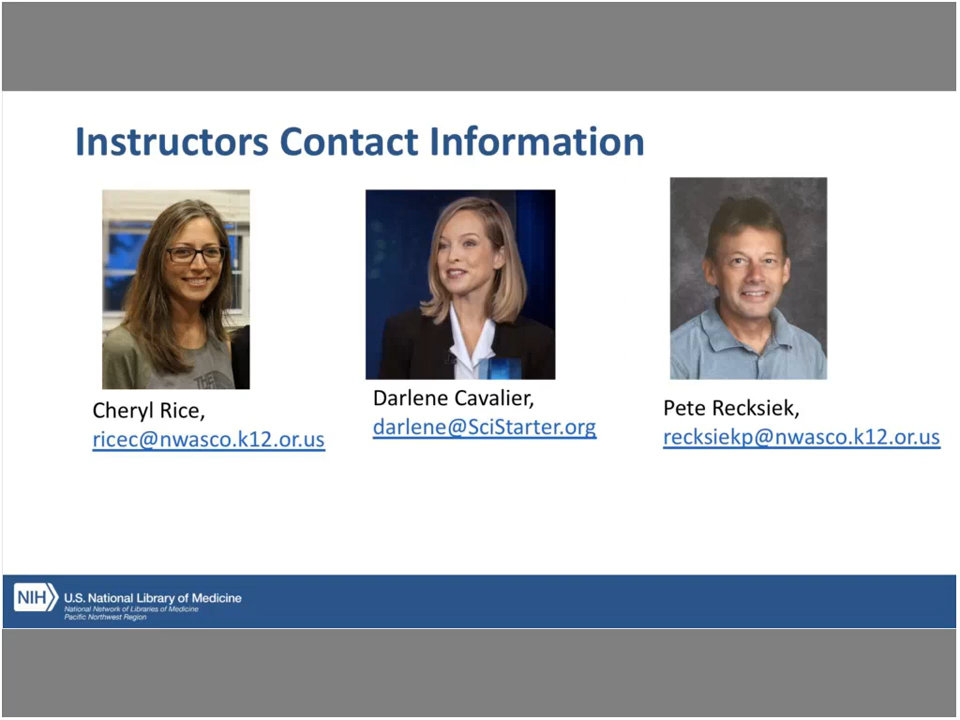 Instructors Contact Information
THE
Cheryl Rice,
ricec@nwasco.k12.or.us
Darlene Cavalier,
darlene@SciStarter.org
Pete Recksiek,
recksiekp@nwasco.k12.or.us
NIH
U.S. National Library of Medicine
National Network of Libraries of Medicine
Pacific Northwest Region